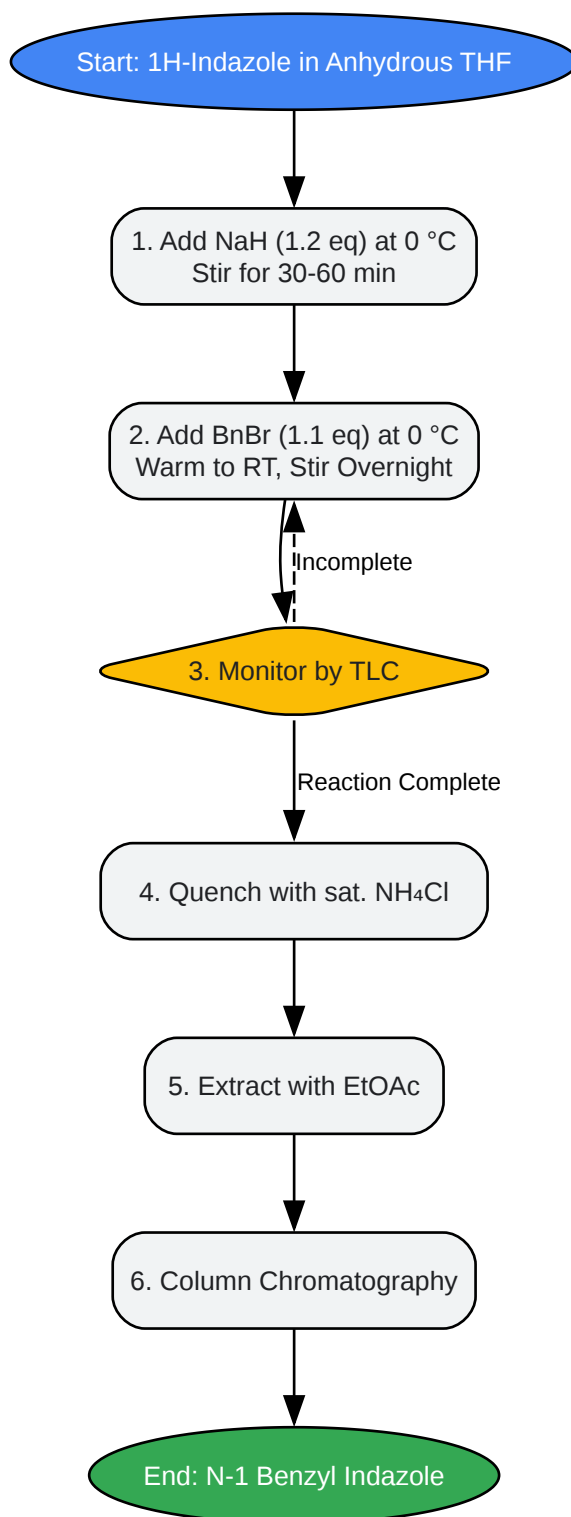 Start: 1H-Indazole in Anhydrous THF
1. Add NaH (1.2 eq) at 0 °C
Stir for 30-60 min
2. Add BnBr (1.1 eq) at 0 °C
Warm to RT, Stir Overnight
Incomplete
3. Monitor by TLC
Reaction Complete
4. Quench with sat. NH₄Cl
5. Extract with EtOAc
6. Column Chromatography
End: N-1 Benzyl Indazole